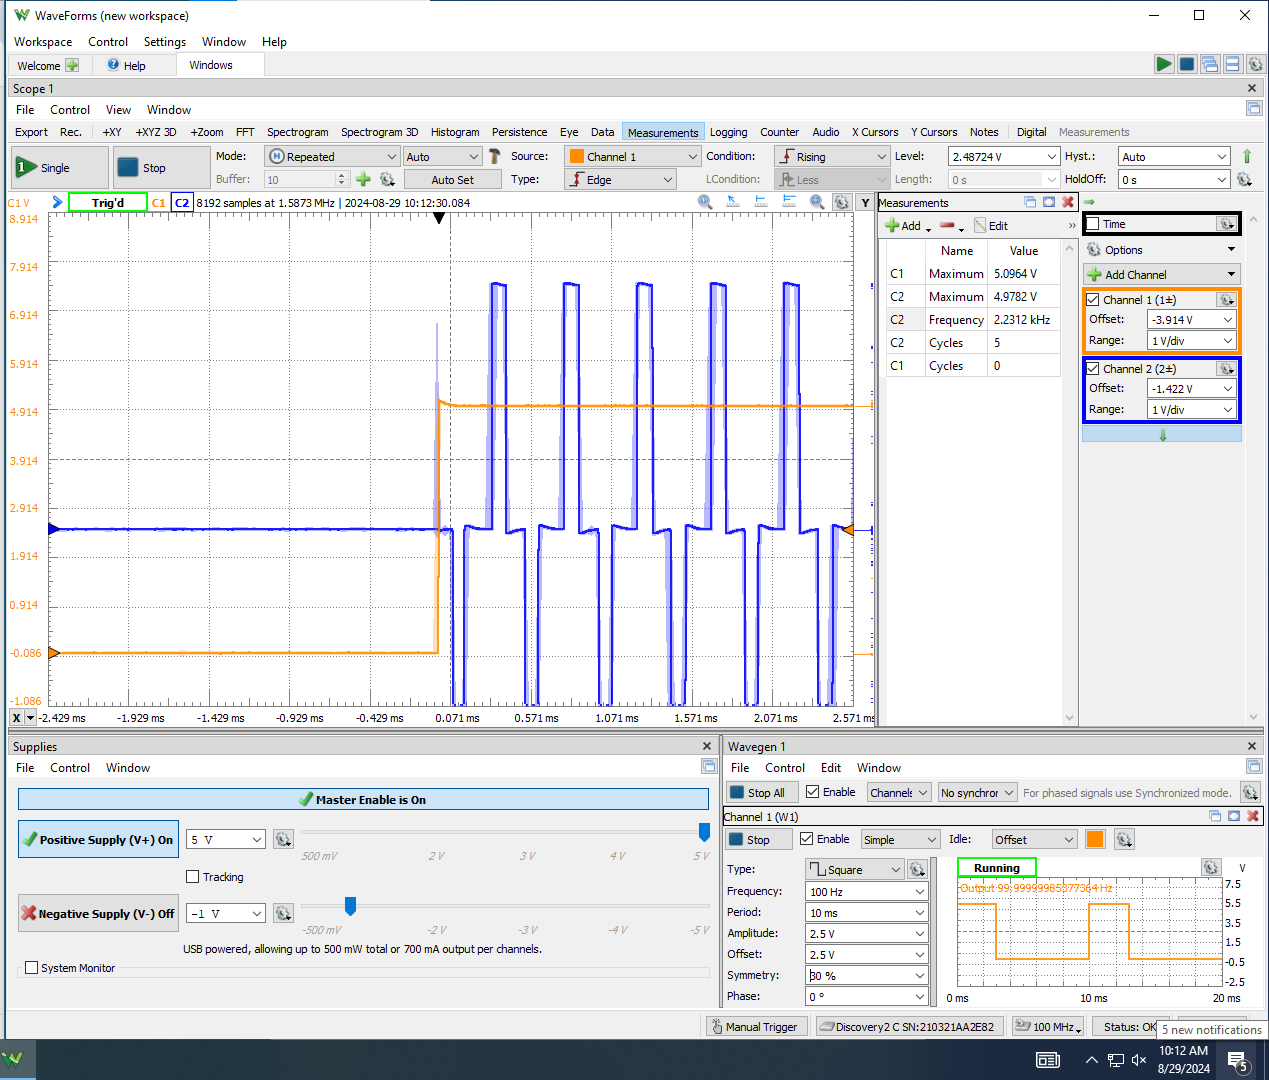 WaveForms (new workspace)
Workspace Control Settings Window Help
Welcome Help Windows
Scope 1
File Control View Window
Export Rec. +XY +XYZ 3D +Zoom FFT Spectrogram Spectrogram 3D Histogram Persistence Eye Data Measurements Logging Counter Audio X Cursors Y Cursors Notes Digital Measurements
Single Stop Mode: Repeated Auto Source: Channel 1 Condition: Rising Level: 2.48724 V Hyst.: Auto
Buffer: 10 Auto Set Type: Edge LCondition: Less Length: 0 s HoldOff: 0 s
C1 V Trig'd C1 C2 8192 samples at 1.5873 MHz | 2024-08-29 10:12:30.084 Y
8.914
7.914
6.914
5.914
4.914
3.914
2.914
1.914
0.914
-0.086
-1.086
X -2.429 ms -1.929 ms -1.429 ms -0.929 ms -0.429 ms 0.071 ms 0.571 ms 1.071 ms 1.571 ms 2.071 ms 2.571 ms
Measurements
Add Edit »
Name Value
C1 Maximum 5.0964 V
C2 Maximum 4.9782 V
C2 Frequency 2.2312 kHz
C2 Cycles 5
C1 Cycles 0
Time
Options
Add Channel
Channel 1 (1±)
Offset: -3.914 V
Range: 1 V/div
Channel 2 (2±)
Offset: -1.422 V
Range: 1 V/div
Supplies
File Control Window
Master Enable is On
Positive Supply (V+) On 5 V
500 mV 2 V 3 V 4 V 5 V
Tracking
Negative Supply (V-) Off -1 V
-500 mV -2 V -3 V -4 V -5 V
USB powered, allowing up to 500 mW total or 700 mA output per channels.
System Monitor
Wavegen 1
File Control Edit Window
Stop All Enable Channels No synchror For phased signals use Synchronized mode.
Channel 1 (W1)
Stop Enable Simple Idle: Offset
Type: Square
Frequency: 100 Hz
Period: 10 ms
Amplitude: 2.5 V
Offset: 2.5 V
Symmetry: 30 %
Phase: 0 °
Running V
7.5
5.5
3.5
1.5
-0.5
-2.5
0 ms 10 ms 20 ms
Manual Trigger Discovery2 C SN:210321AA2E82 100 MHz Status: OK
5 new notifications
10:12 AM
8/29/2024
5